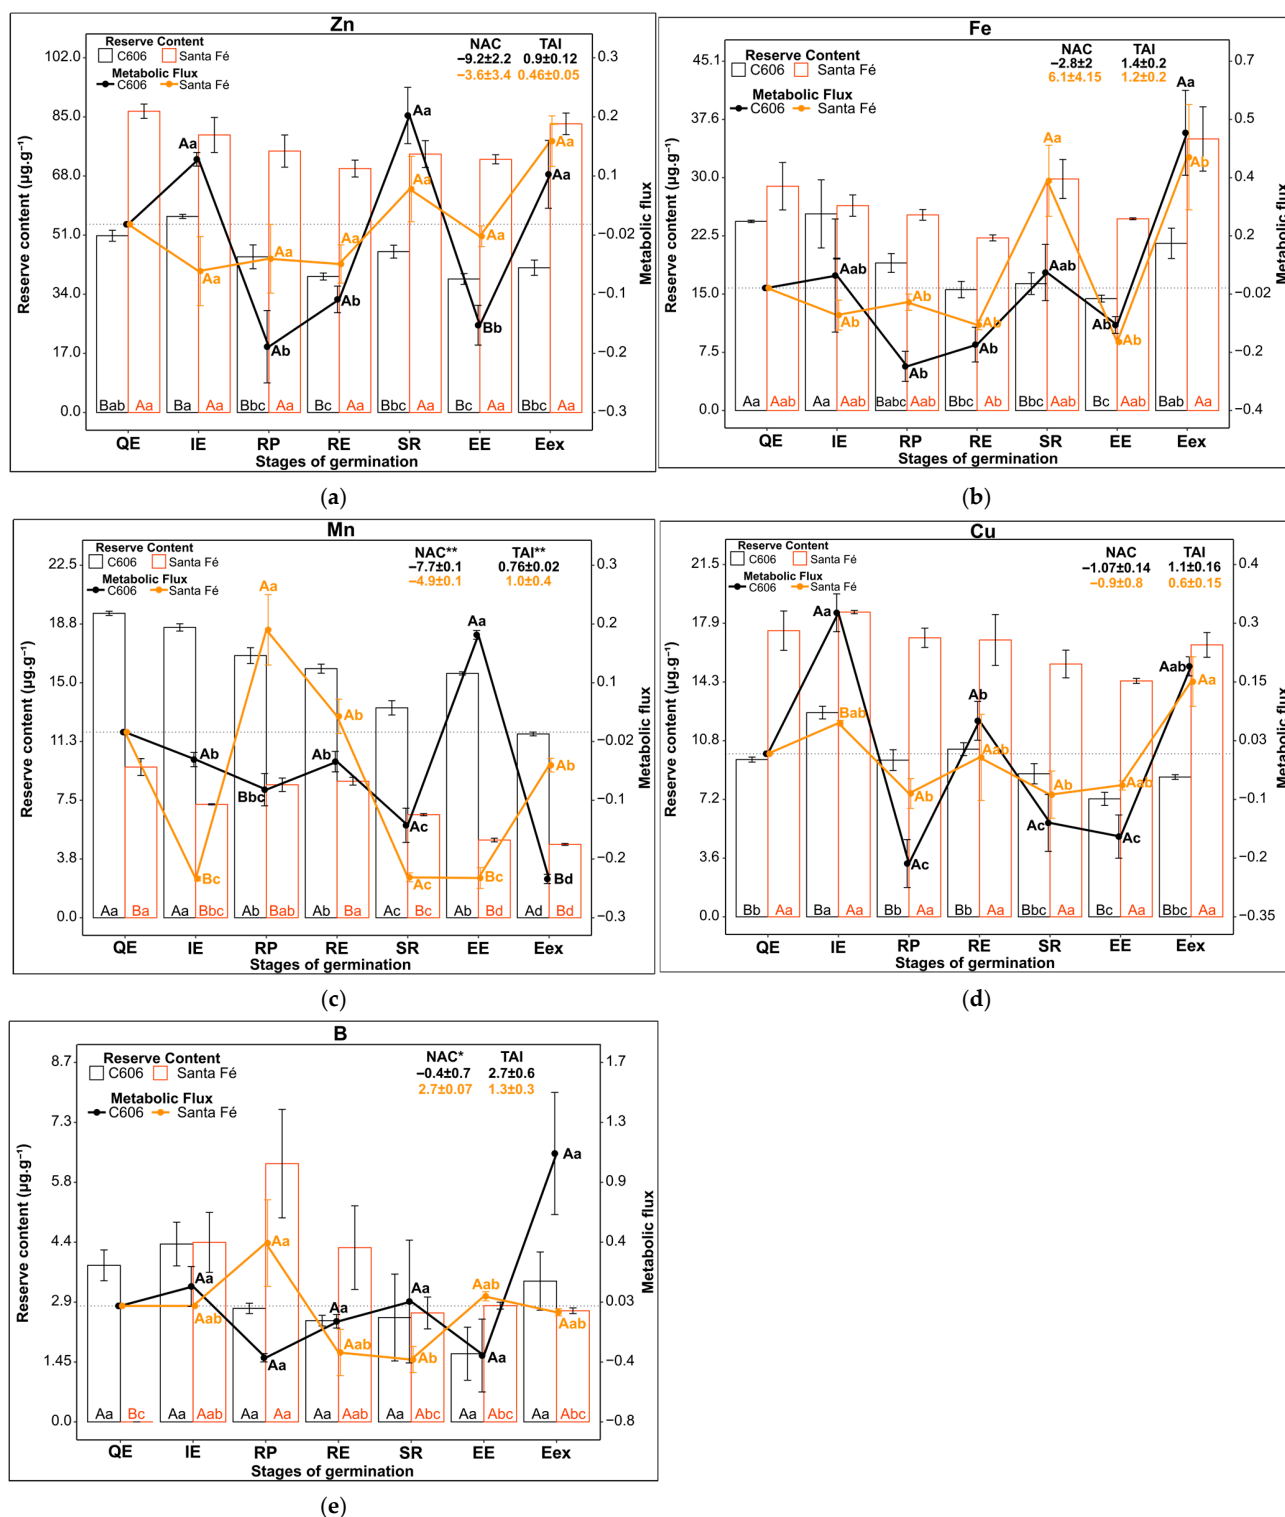 Zn
Reserve Content
C606 Santa Fé
Metabolic Flux
C606 Santa Fé
NAC TAI
−9.2±2.2 0.9±0.12
−3.6±3.4 0.46±0.05
Reserve content (µg.g⁻¹)
102.0
85.0
68.0
51.0
34.0
17.0
0.0
Metabolic flux
0.3
0.2
0.1
−0.02
−0.1
−0.2
−0.3
Aa Aa Aa Aa
Aa Aa Aa Aa
Ab Ab Bb
Bab Aa Ba Aa Bbc Aa Bc Aa Bbc Aa Bc Aa Bbc Aa
QE IE RP RE SR EE Eex
Stages of germination
(a)
Fe
Reserve Content
C606 Santa Fé
Metabolic Flux
C606 Santa Fé
NAC TAI
−2.8±2 1.4±0.2
6.1±4.15 1.2±0.2
Reserve content (µg.g⁻¹)
45.1
37.6
30.0
22.5
15.0
7.5
0.0
Metabolic flux
0.7
0.5
0.4
0.2
−0.02
−0.2
−0.4
Aa
Aa Ab
Aab Aab
Ab Ab Ab Ab Ab
Ab Ab
Aa Aab Aa Aab Babc Aab Bbc Ab Bbc Aab Bc Aab Bab Aa
QE IE RP RE SR EE Eex
Stages of germination
(b)
Mn
Reserve Content
C606 Santa Fé
Metabolic Flux
C606 Santa Fé
NAC** TAI**
−7.7±0.1 0.76±0.02
−4.9±0.1 1.0±0.4
Reserve content (µg.g⁻¹)
22.5
18.8
15.0
11.3
7.5
3.8
0.0
Metabolic flux
0.3
0.2
0.1
−0.02
−0.1
−0.2
−0.3
Aa Aa
Ab Ab Ab Ab
Bbc Ac
Bc Ac Bc Bd
Aa Ba Aa Bbc Ab Bab Ab Ba Ac Bc Ab Bd Ad Bd
QE IE RP RE SR EE Eex
Stages of germination
(c)
Cu
Reserve Content
C606 Santa Fé
Metabolic Flux
C606 Santa Fé
NAC TAI
−1.07±0.14 1.1±0.16
−0.9±0.8 0.6±0.15
Reserve content (µg.g⁻¹)
21.5
17.9
14.3
10.8
7.2
3.6
0.0
Metabolic flux
0.4
0.3
0.15
0.03
−0.1
−0.2
−0.35
Aa Aab Aa
Bab Ab Aab
Ab Ab Aab
Ac Ac Ac
Bb Aa Ba Aa Bb Aa Bb Aa Bbc Aa Bc Aa Bbc Aa
QE IE RP RE SR EE Eex
Stages of germination
(d)
B
Reserve Content
C606 Santa Fé
Metabolic Flux
C606 Santa Fé
NAC* TAI
−0.4±0.7 2.7±0.6
2.7±0.07 1.3±0.3
Reserve content (µg.g⁻¹)
8.7
7.3
5.8
4.4
2.9
1.45
0.0
Metabolic flux
1.7
1.3
0.9
0.4
0.03
−0.4
−0.8
Aa Aa
Aa Aa Aa Aab
Aab Aab
Aa Aab Ab Aa
Aa Bc Aa Aab Aa Aa Aa Aab Aa Abc Aa Abc Aa Abc
QE IE RP RE SR EE Eex
Stages of germination
(e)